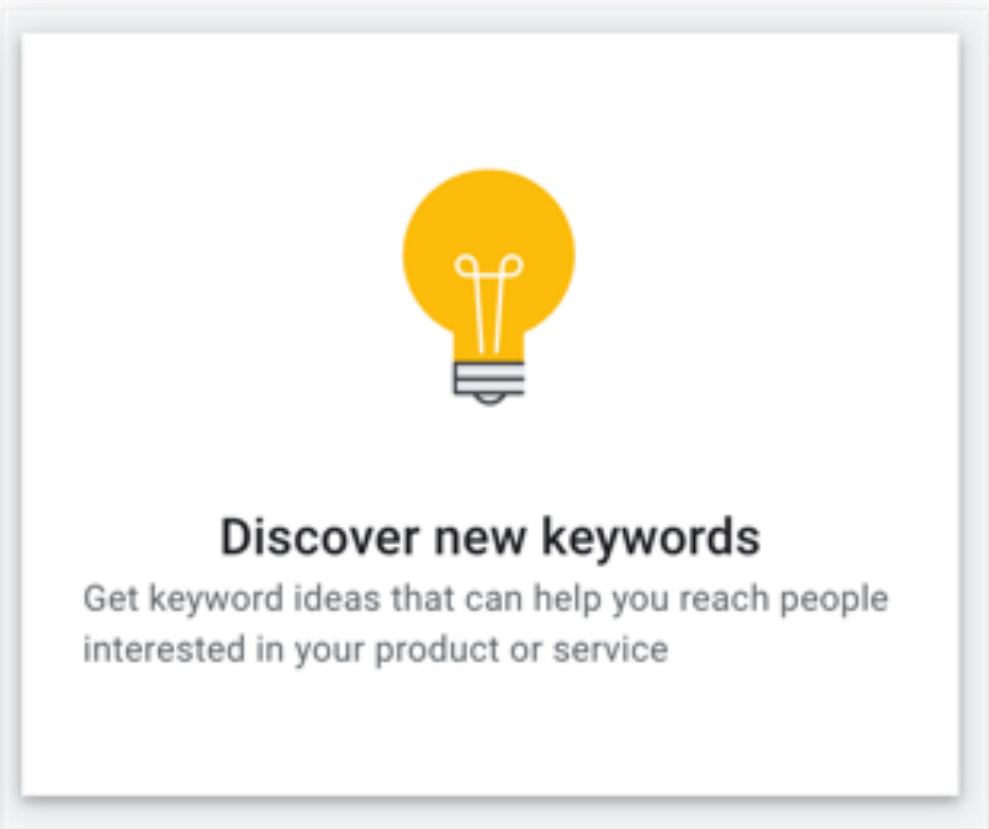 Discover new keywords
Get keyword ideas that can help you reach people
interested in your product or service